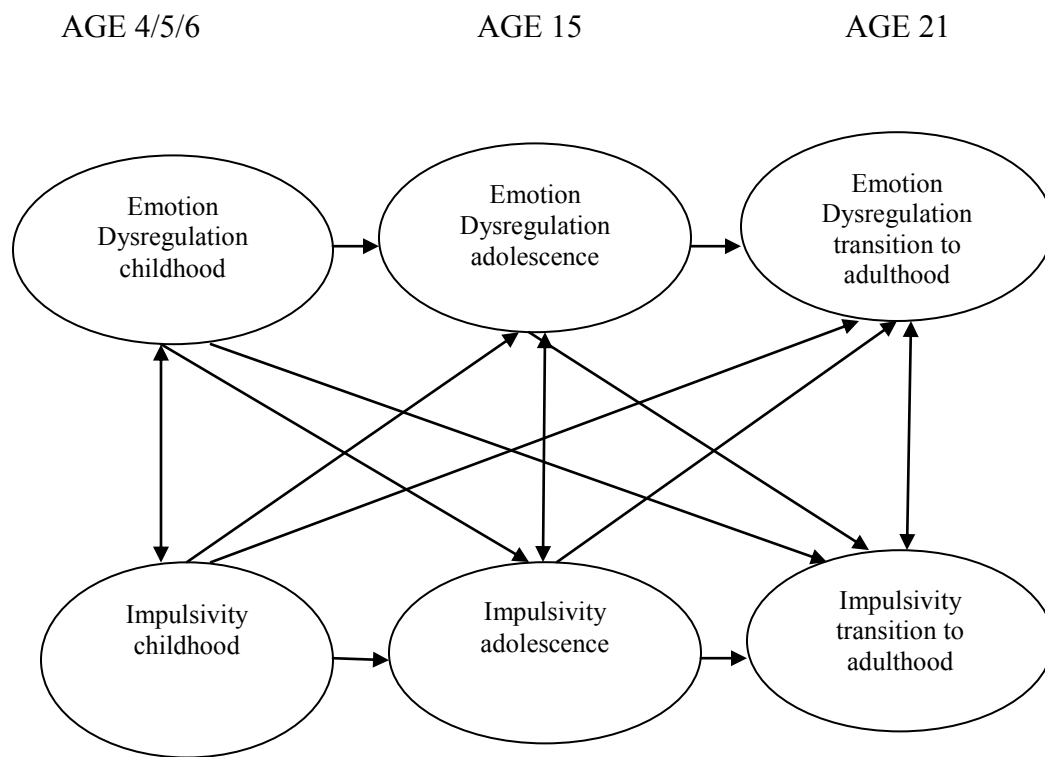 AGE 4/5/6
AGE 15
AGE 21
Emotion
Dysregulation
childhood
Emotion
Dysregulation
adolescence
Emotion
Dysregulation
transition to
adulthood
Impulsivity
childhood
Impulsivity
adolescence
Impulsivity
transition to
adulthood